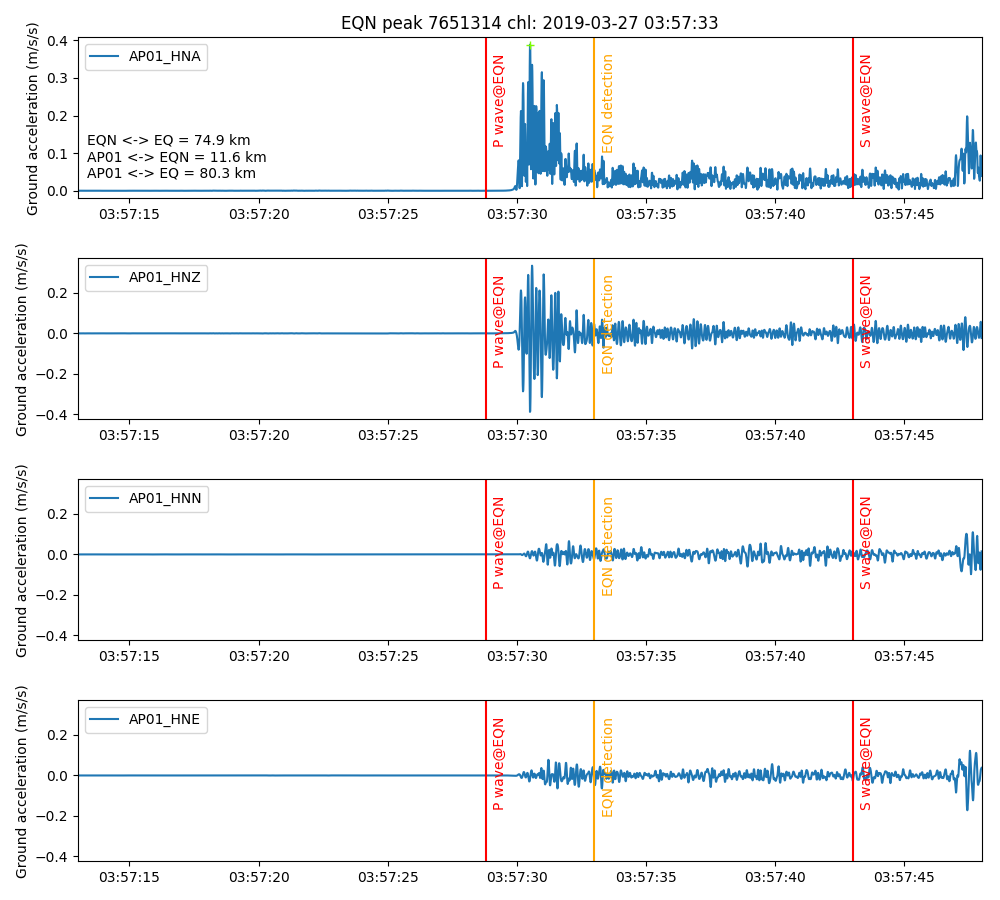 EQN peak 7651314 chl: 2019-03-27 03:57:33
Ground acceleration (m/s/s)
0.4
0.3
0.2
0.1
0.0
AP01_HNA
EQN <-> EQ = 74.9 km
AP01 <-> EQN = 11.6 km
AP01 <-> EQ = 80.3 km
P wave@EQN
EQN detection
S wave@EQN
03:57:15 03:57:20 03:57:25 03:57:30 03:57:35 03:57:40 03:57:45
Ground acceleration (m/s/s)
0.2
0.0
−0.2
−0.4
AP01_HNZ
P wave@EQN
EQN detection
S wave@EQN
03:57:15 03:57:20 03:57:25 03:57:30 03:57:35 03:57:40 03:57:45
Ground acceleration (m/s/s)
0.2
0.0
−0.2
−0.4
AP01_HNN
P wave@EQN
EQN detection
S wave@EQN
03:57:15 03:57:20 03:57:25 03:57:30 03:57:35 03:57:40 03:57:45
Ground acceleration (m/s/s)
0.2
0.0
−0.2
−0.4
AP01_HNE
P wave@EQN
EQN detection
S wave@EQN
03:57:15 03:57:20 03:57:25 03:57:30 03:57:35 03:57:40 03:57:45